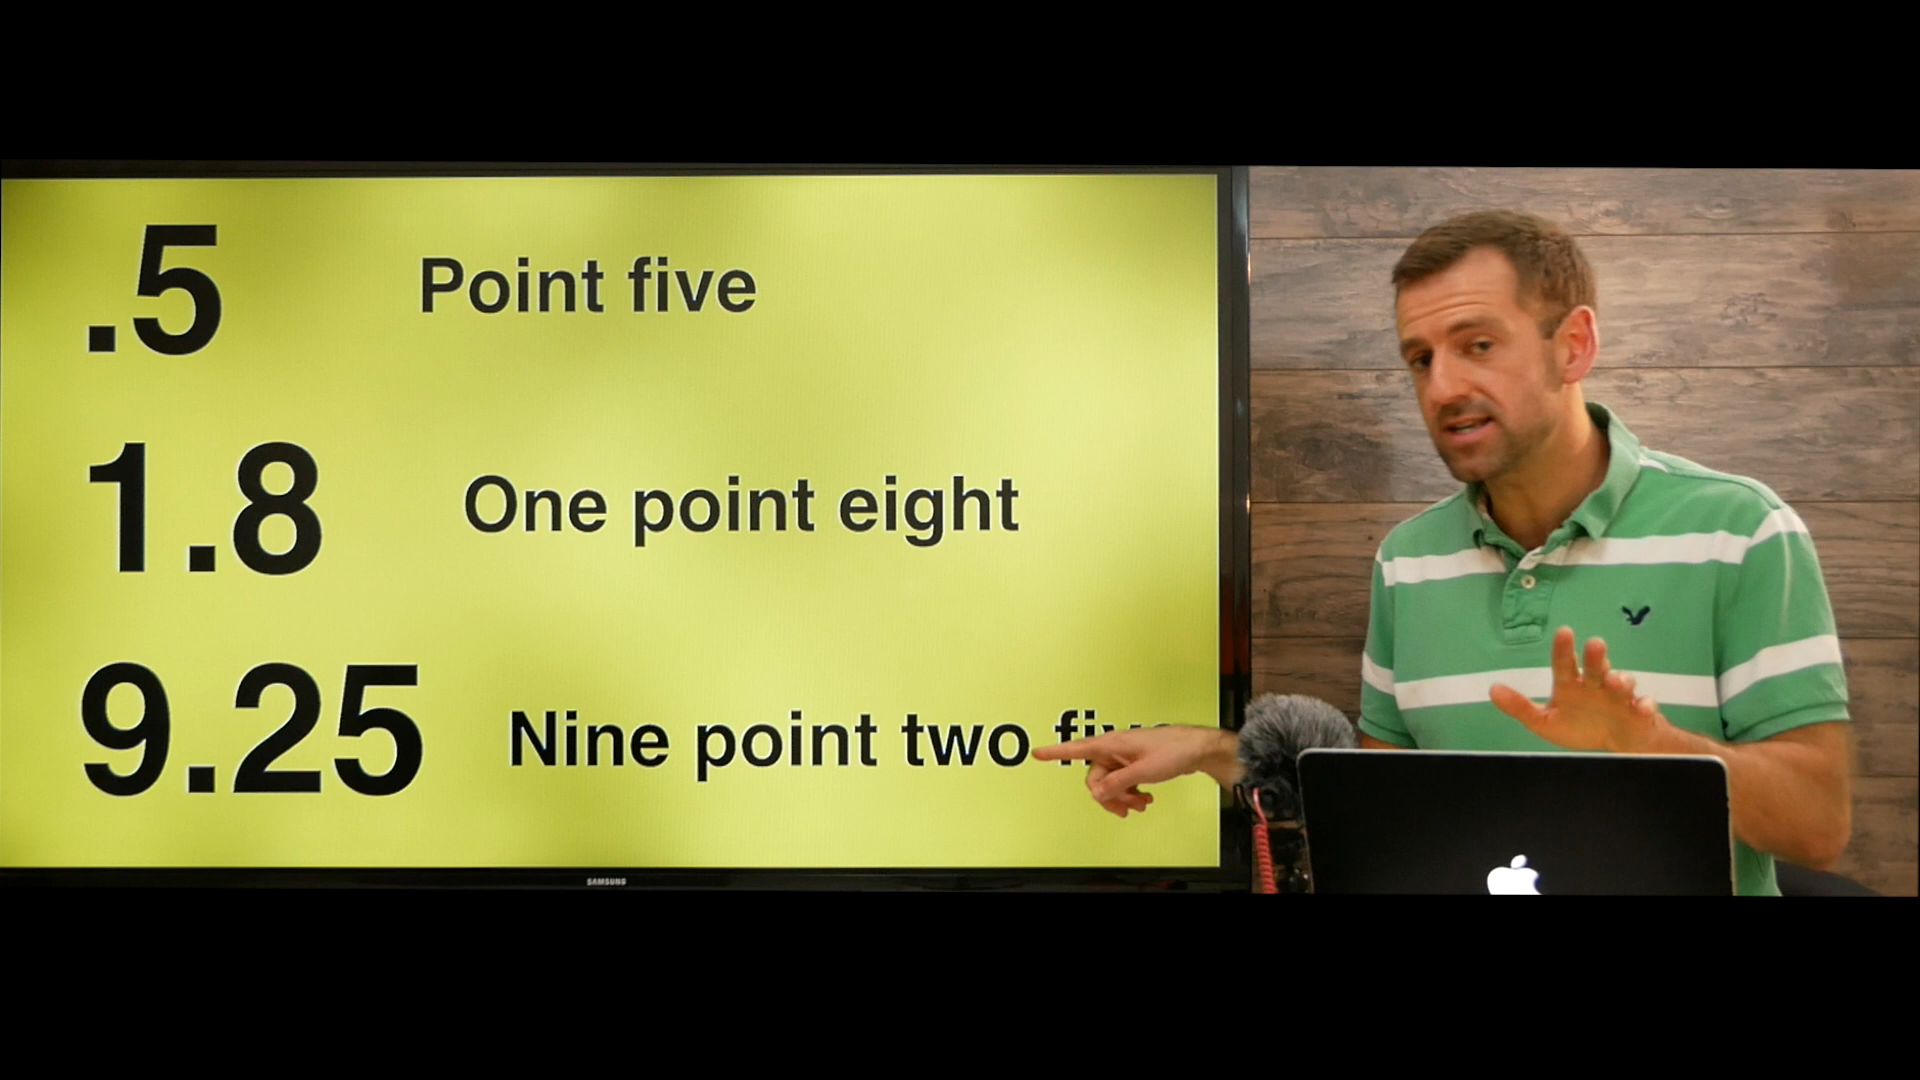 .5 Point five
1.8 One point eight
9.25 Nine point two
SAMSUNG